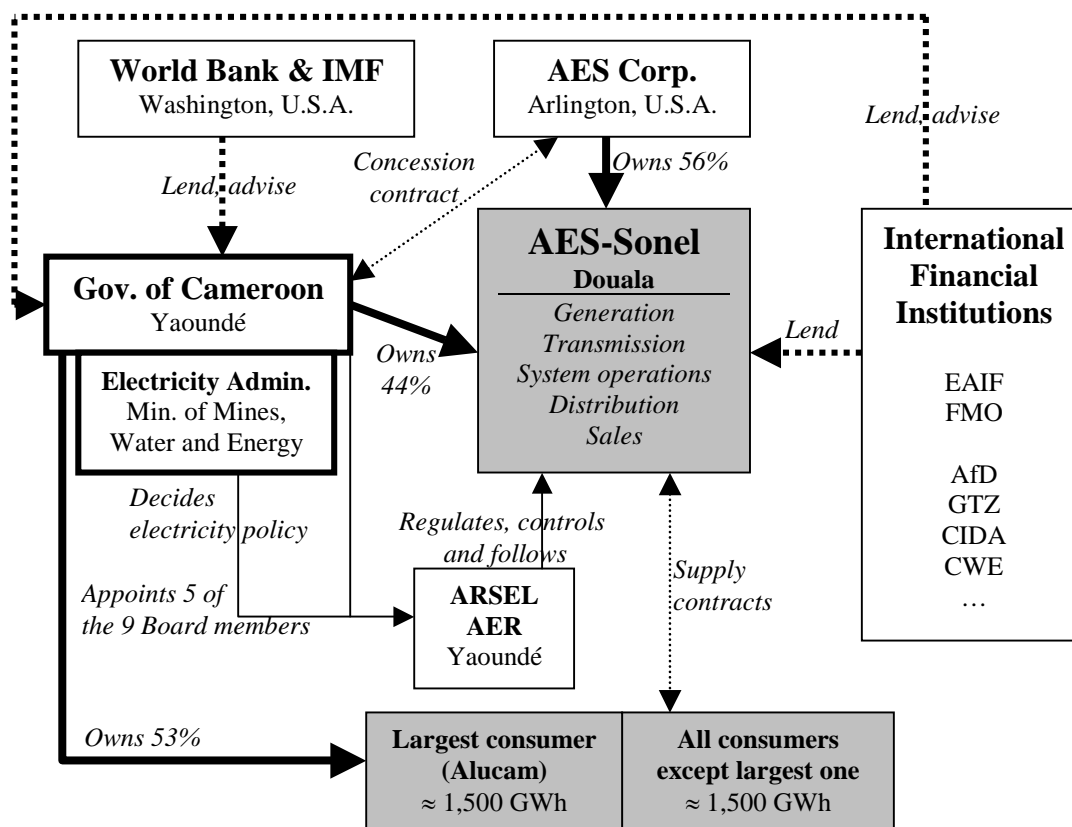 World Bank & IMF
Washington, U.S.A.
AES Corp.
Arlington, U.S.A.
Lend, advise
Concession
contract
Owns 56%
Lend, advise
Gov. of Cameroon
Yaoundé
AES-Sonel
Douala
Generation
Transmission
System operations
Distribution
Sales
International
Financial
Institutions
EAIF
FMO
AfD
GTZ
CIDA
CWE
…
Lend
Owns
44%
Electricity Admin.
Min. of Mines,
Water and Energy
Decides
electricity policy
Regulates, controls
and follows
Appoints 5 of
the 9 Board members
ARSEL
AER
Yaoundé
Supply
contracts
Owns 53%
Largest consumer
(Alucam)
≈ 1,500 GWh
All consumers
except largest one
≈ 1,500 GWh